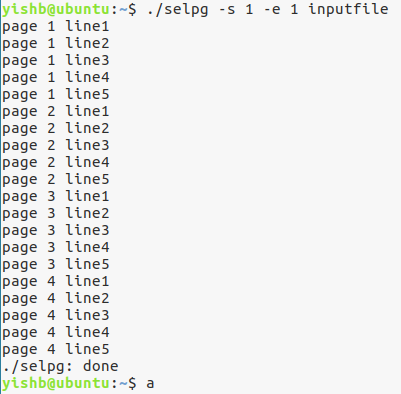 yishb@ubuntu:~$ ./selpg -s 1 -e 1 inputfile
page 1 line1
page 1 line2
page 1 line3
page 1 line4
page 1 line5
page 2 line1
page 2 line2
page 2 line3
page 2 line4
page 2 line5
page 3 line1
page 3 line2
page 3 line3
page 3 line4
page 3 line5
page 4 line1
page 4 line2
page 4 line3
page 4 line4
page 4 line5
./selpg: done
yishb@ubuntu:~$ a